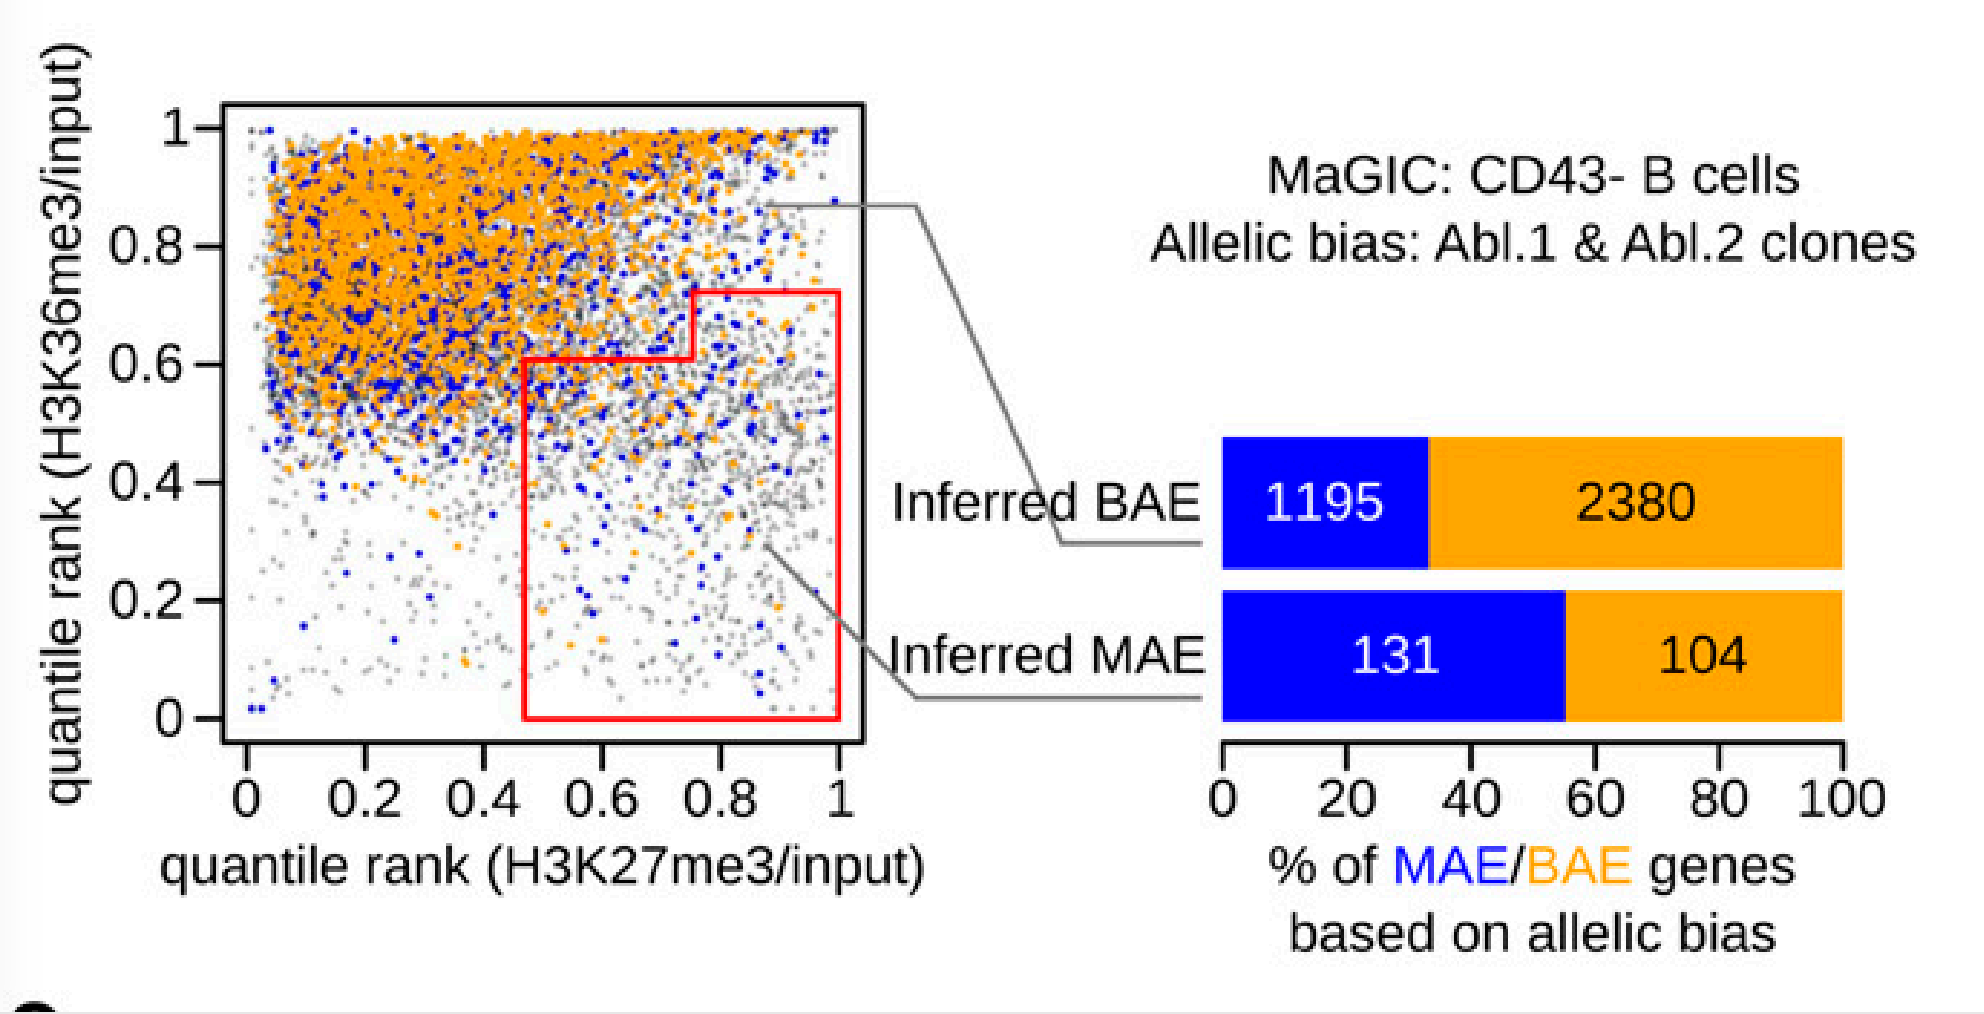 quantile rank (H3K36me3/input)
1
0.8
0.6
0.4
0.2
0
0 0.2 0.4 0.6 0.8 1
quantile rank (H3K27me3/input)
MaGIC: CD43- B cells
Allelic bias: Abl.1 & Abl.2 clones
Inferred BAE 1195 2380
Inferred MAE 131 104
0 20 40 60 80 100
% of MAE/BAE genes
based on allelic bias